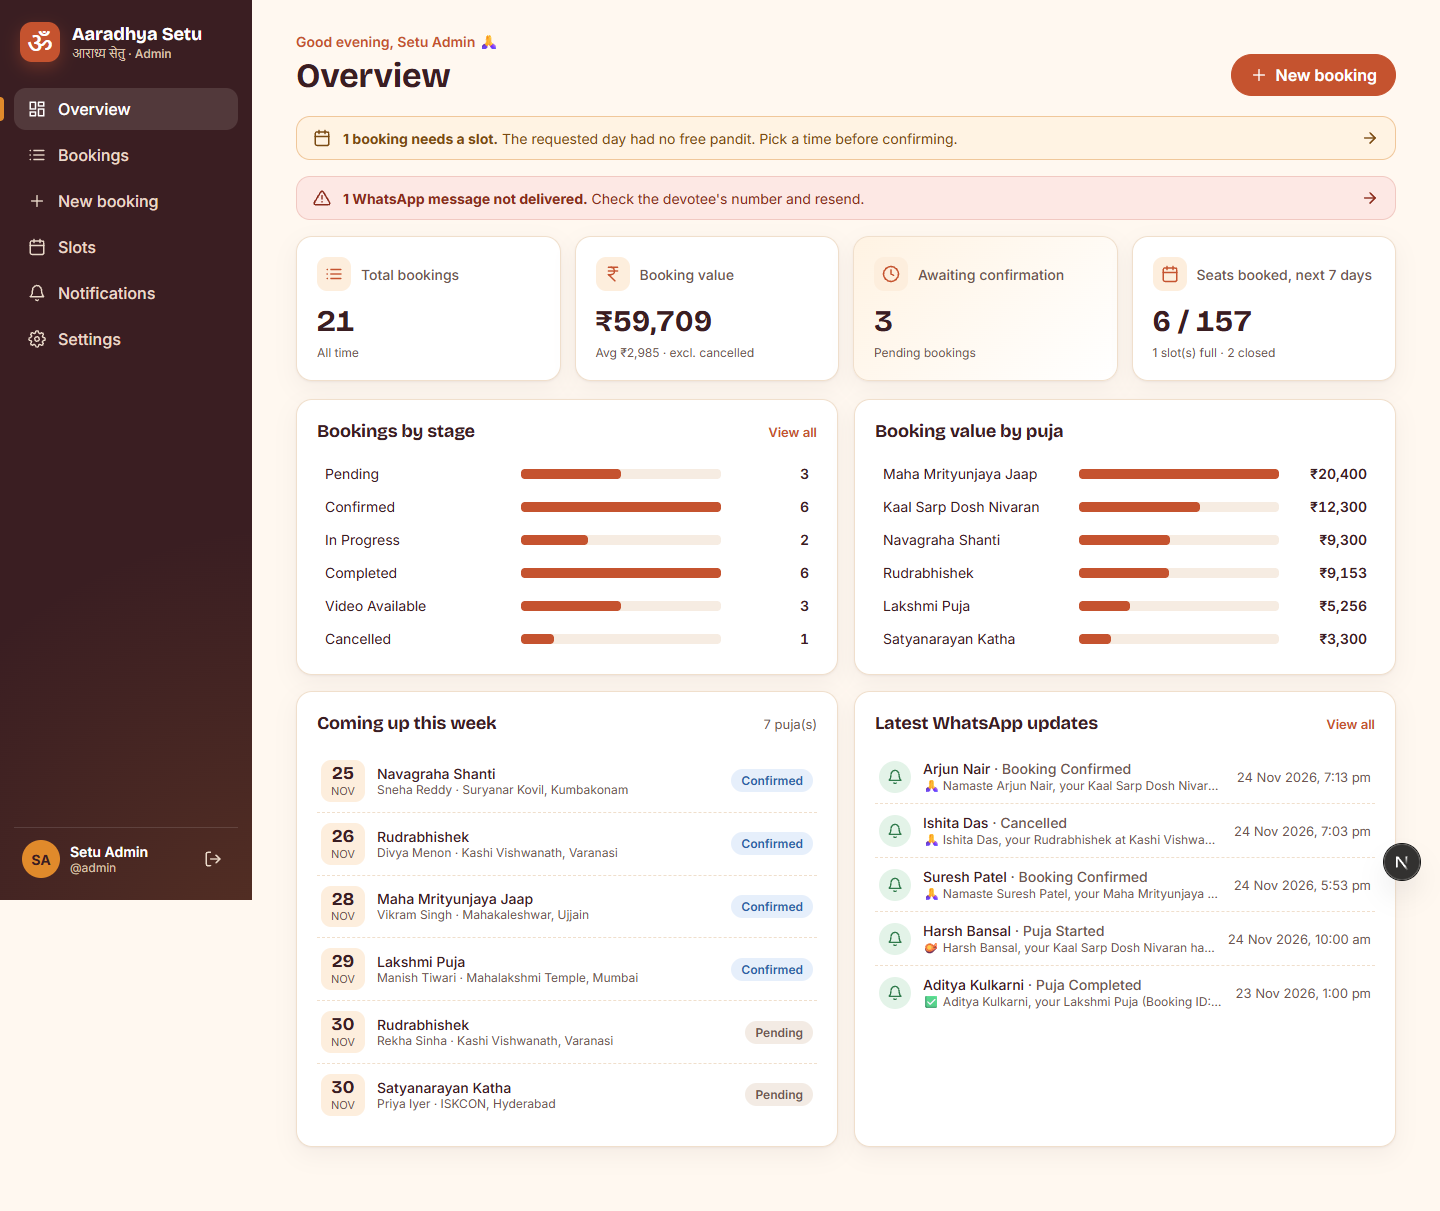 Aaradhya Setu
आराध्य सेतु · Admin
Overview
Bookings
New booking
Slots
Notifications
Settings
SA
Setu Admin
@admin
Good evening, Setu Admin 🙏
Overview
+ New booking
1 booking needs a slot. The requested day had no free pandit. Pick a time before confirming.
1 WhatsApp message not delivered. Check the devotee's number and resend.
Total bookings
21
All time
₹ Booking value
₹59,709
Avg ₹2,985 · excl. cancelled
Awaiting confirmation
3
Pending bookings
Seats booked, next 7 days
6 / 157
1 slot(s) full · 2 closed
Bookings by stage View all
Pending 3
Confirmed 6
In Progress 2
Completed 6
Video Available 3
Cancelled 1
Booking value by puja
Maha Mrityunjaya Jaap ₹20,400
Kaal Sarp Dosh Nivaran ₹12,300
Navagraha Shanti ₹9,300
Rudrabhishek ₹9,153
Lakshmi Puja ₹5,256
Satyanarayan Katha ₹3,300
Coming up this week 7 puja(s)
25 NOV
Navagraha Shanti
Sneha Reddy · Suryanar Kovil, Kumbakonam
Confirmed
26 NOV
Rudrabhishek
Divya Menon · Kashi Vishwanath, Varanasi
Confirmed
28 NOV
Maha Mrityunjaya Jaap
Vikram Singh · Mahakaleshwar, Ujjain
Confirmed
29 NOV
Lakshmi Puja
Manish Tiwari · Mahalakshmi Temple, Mumbai
Confirmed
30 NOV
Rudrabhishek
Rekha Sinha · Kashi Vishwanath, Varanasi
Pending
30 NOV
Satyanarayan Katha
Priya Iyer · ISKCON, Hyderabad
Pending
Latest WhatsApp updates View all
Arjun Nair · Booking Confirmed
🙏 Namaste Arjun Nair, your Kaal Sarp Dosh Nivar...
24 Nov 2026, 7:13 pm
Ishita Das · Cancelled
🙏 Ishita Das, your Rudrabhishek at Kashi Vishwa...
24 Nov 2026, 7:03 pm
Suresh Patel · Booking Confirmed
🙏 Namaste Suresh Patel, your Maha Mrityunjaya ...
24 Nov 2026, 5:53 pm
Harsh Bansal · Puja Started
🪔 Harsh Bansal, your Kaal Sarp Dosh Nivaran ha...
24 Nov 2026, 10:00 am
Aditya Kulkarni · Puja Completed
✅ Aditya Kulkarni, your Lakshmi Puja (Booking ID:...
23 Nov 2026, 1:00 pm
N